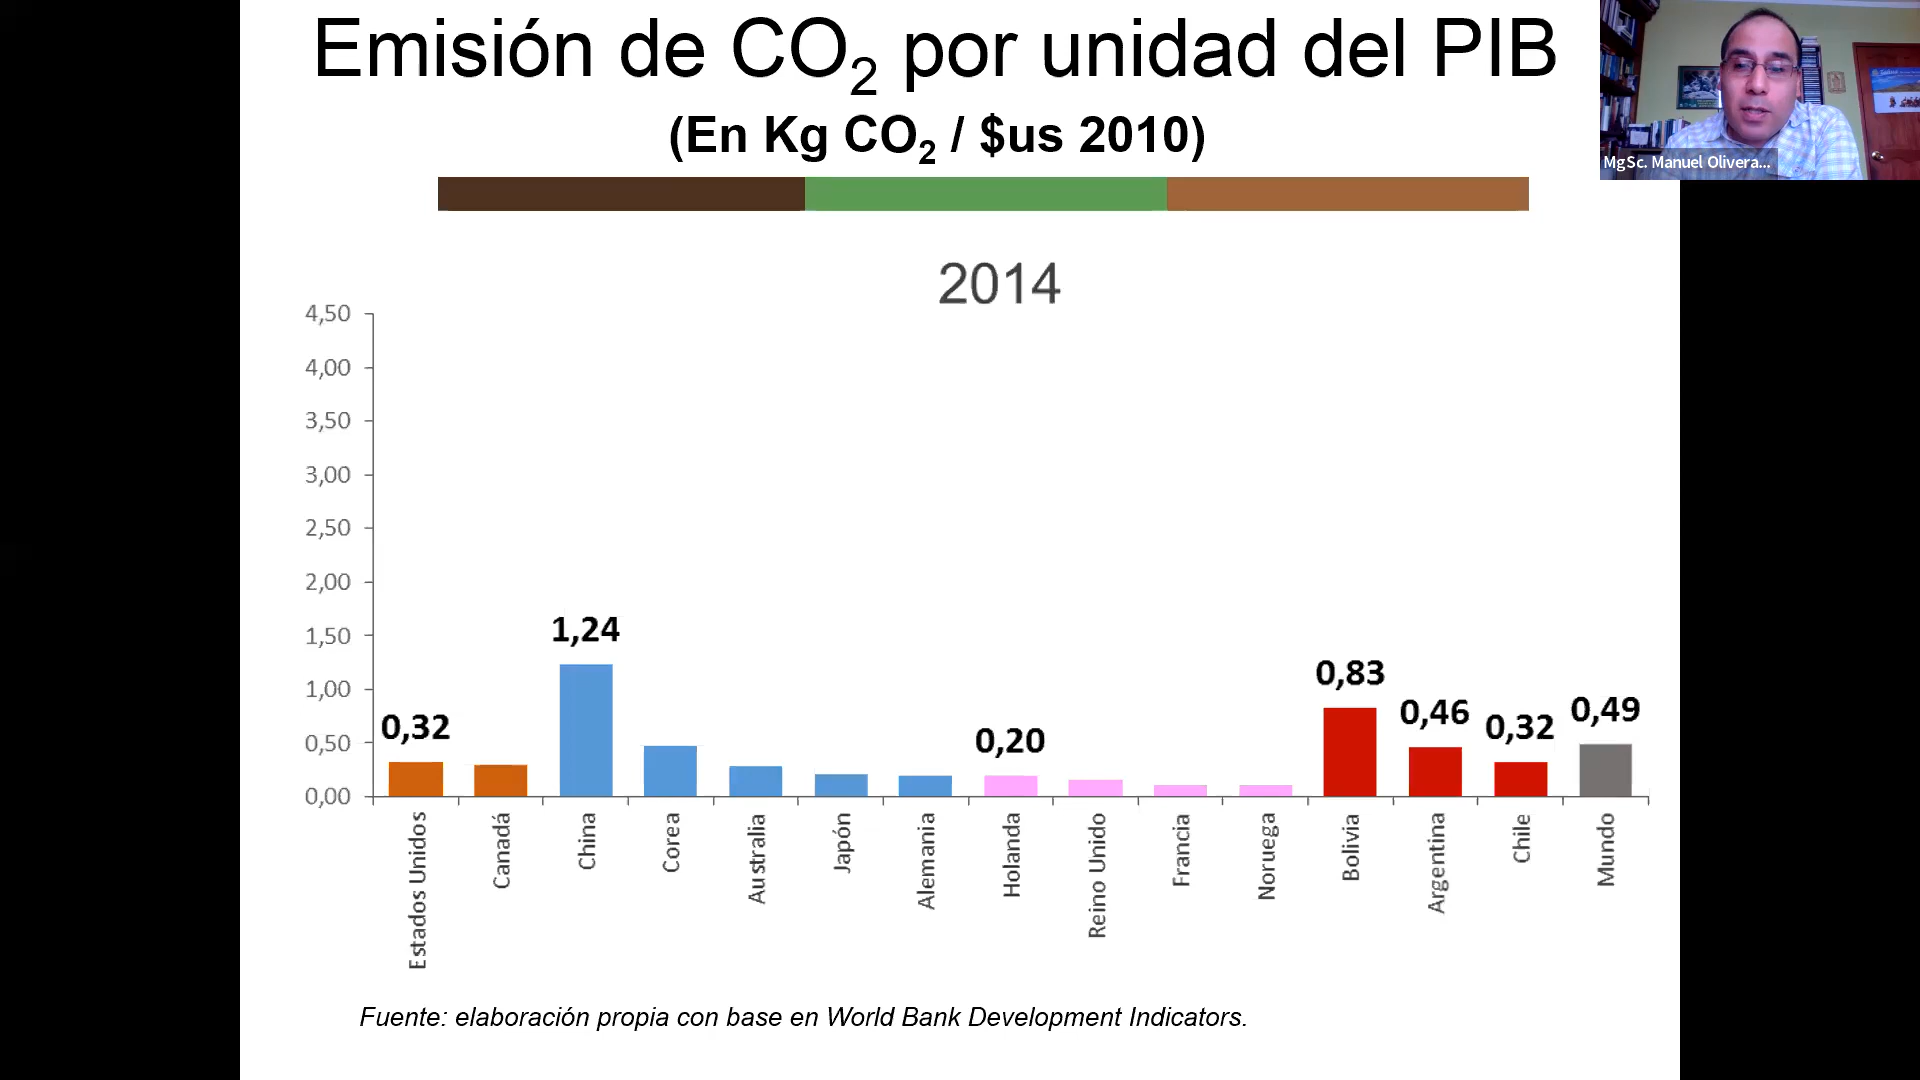 Emisión de CO₂ por unidad del PIB
(En Kg CO₂ / $us 2010)
MgSc. Manuel Olivera...
2014
4,50
4,00
3,50
3,00
2,50
2,00
1,50
1,00
0,50
0,00
0,32
1,24
0,20
0,83
0,46
0,32
0,49
Estados Unidos
Canadá
China
Corea
Australia
Japón
Alemania
Holanda
Reino Unido
Francia
Noruega
Bolivia
Argentina
Chile
Mundo
Fuente: elaboración propia con base en World Bank Development Indicators.